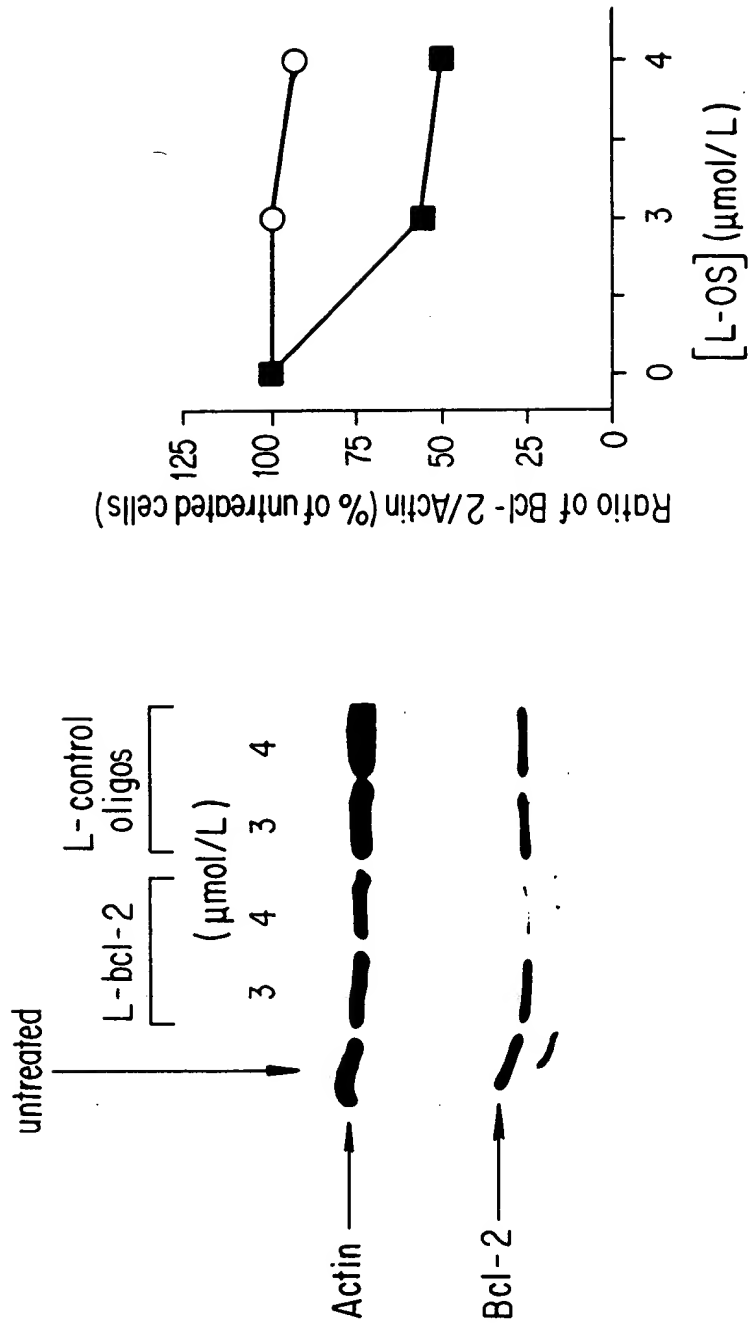 untreated
L-bcl-2
L-control
oligos
3
4
3
4
(μmol/L)
Actin
Bcl-2
Ratio of Bcl-2/Actin (% of untreated cells)
125
100
75
50
25
0
0
3
4
[L-OS] (μmol/L)